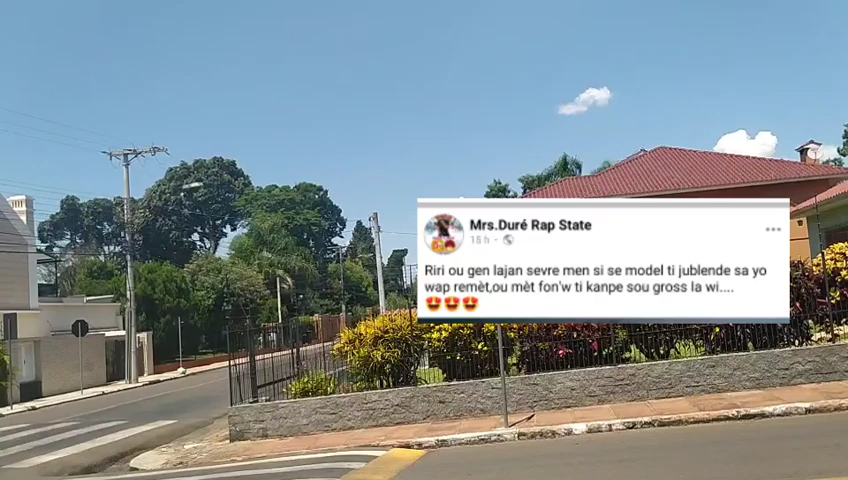 Mrs.Duré Rap State
18 h
Riri ou gen lajan sevre men si se model ti jublende sa yo
wap remèt,ou mèt fon'w ti kanpe sou gross la wi....
😍😍😍